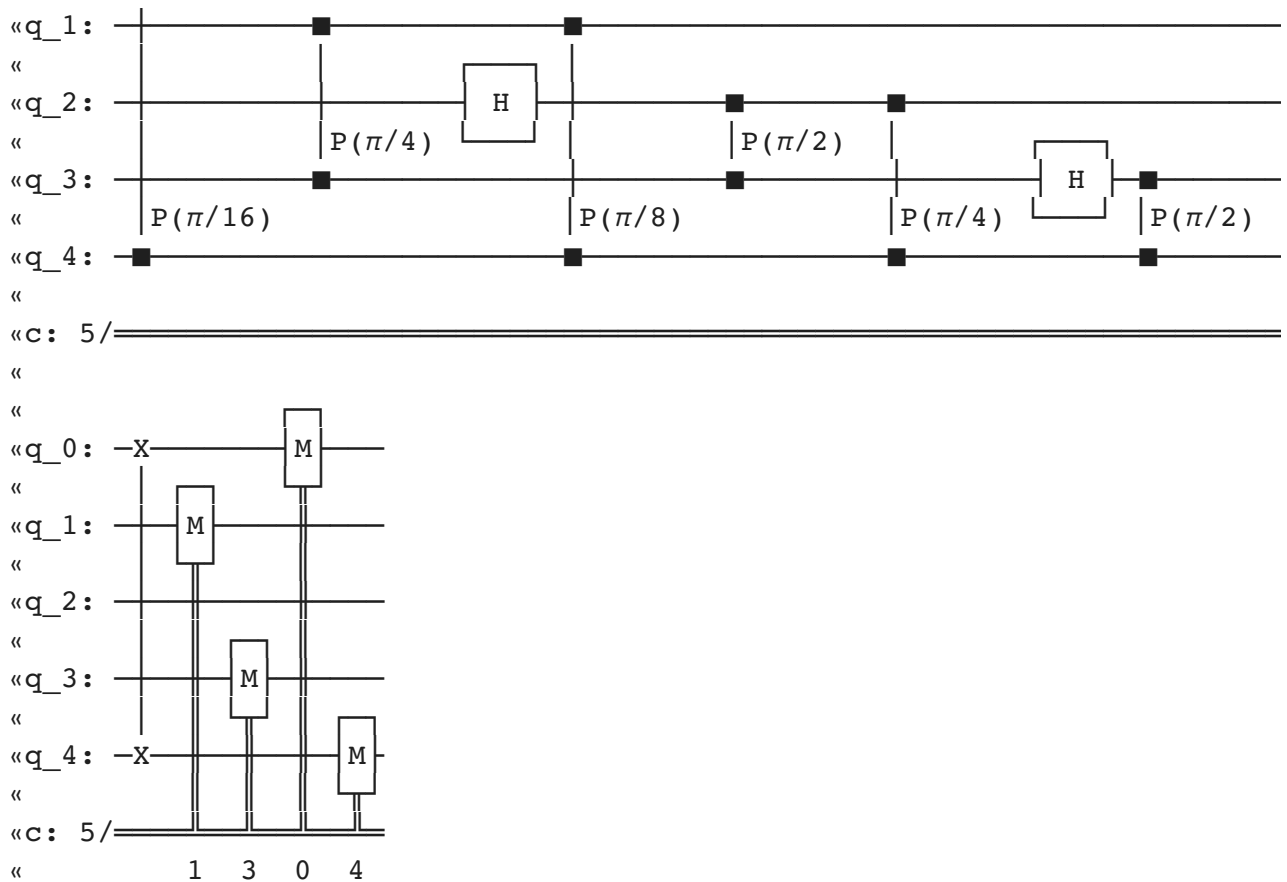 «q_1:
«
«q_2: H
« P(π/4) P(π/2)
«q_3: H
« P(π/16) P(π/8) P(π/4) P(π/2)
«q_4:
«
«c: 5/
«
«
«q_0: X M
«
«q_1: M
«
«q_2:
«
«q_3: M
«
«q_4: X M
«
«c: 5/
« 1 3 0 4